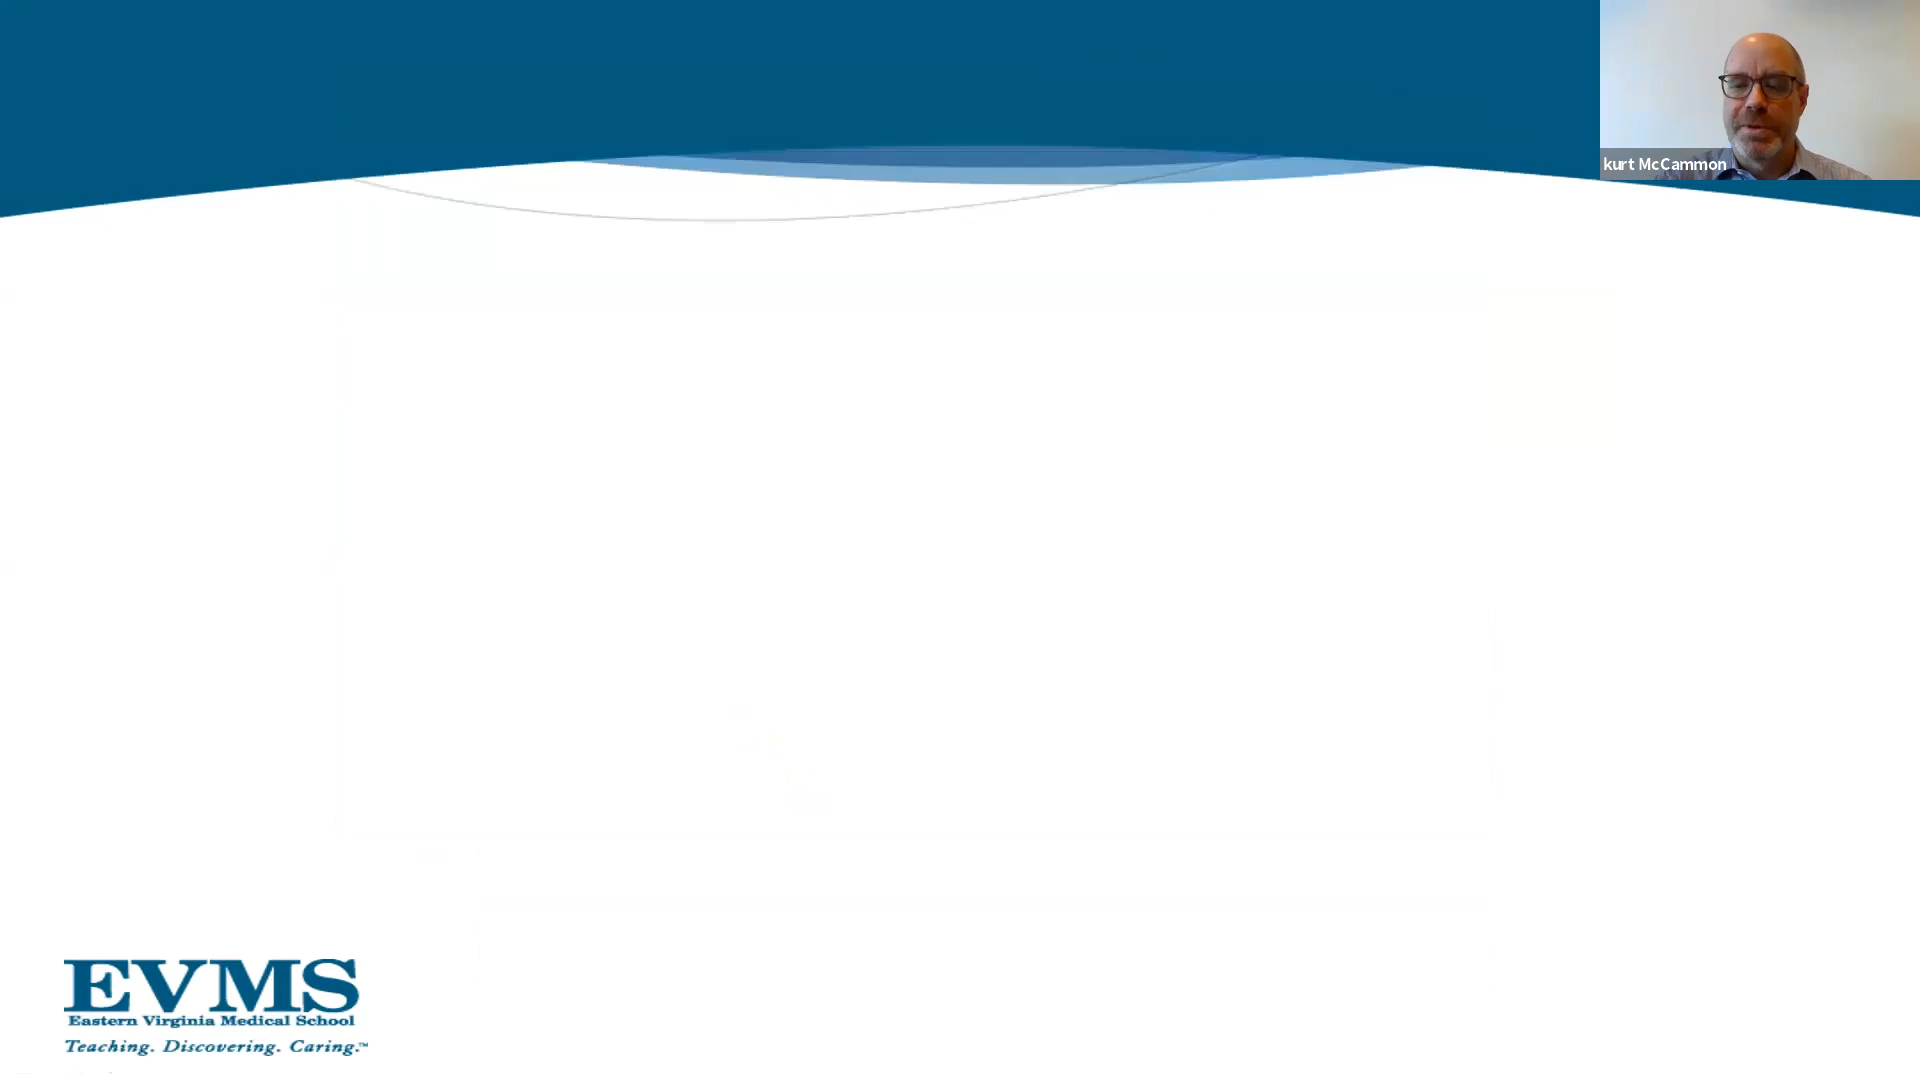 kurt McCammon
EVMS
Eastern Virginia Medical School
Teaching. Discovering. Caring.™